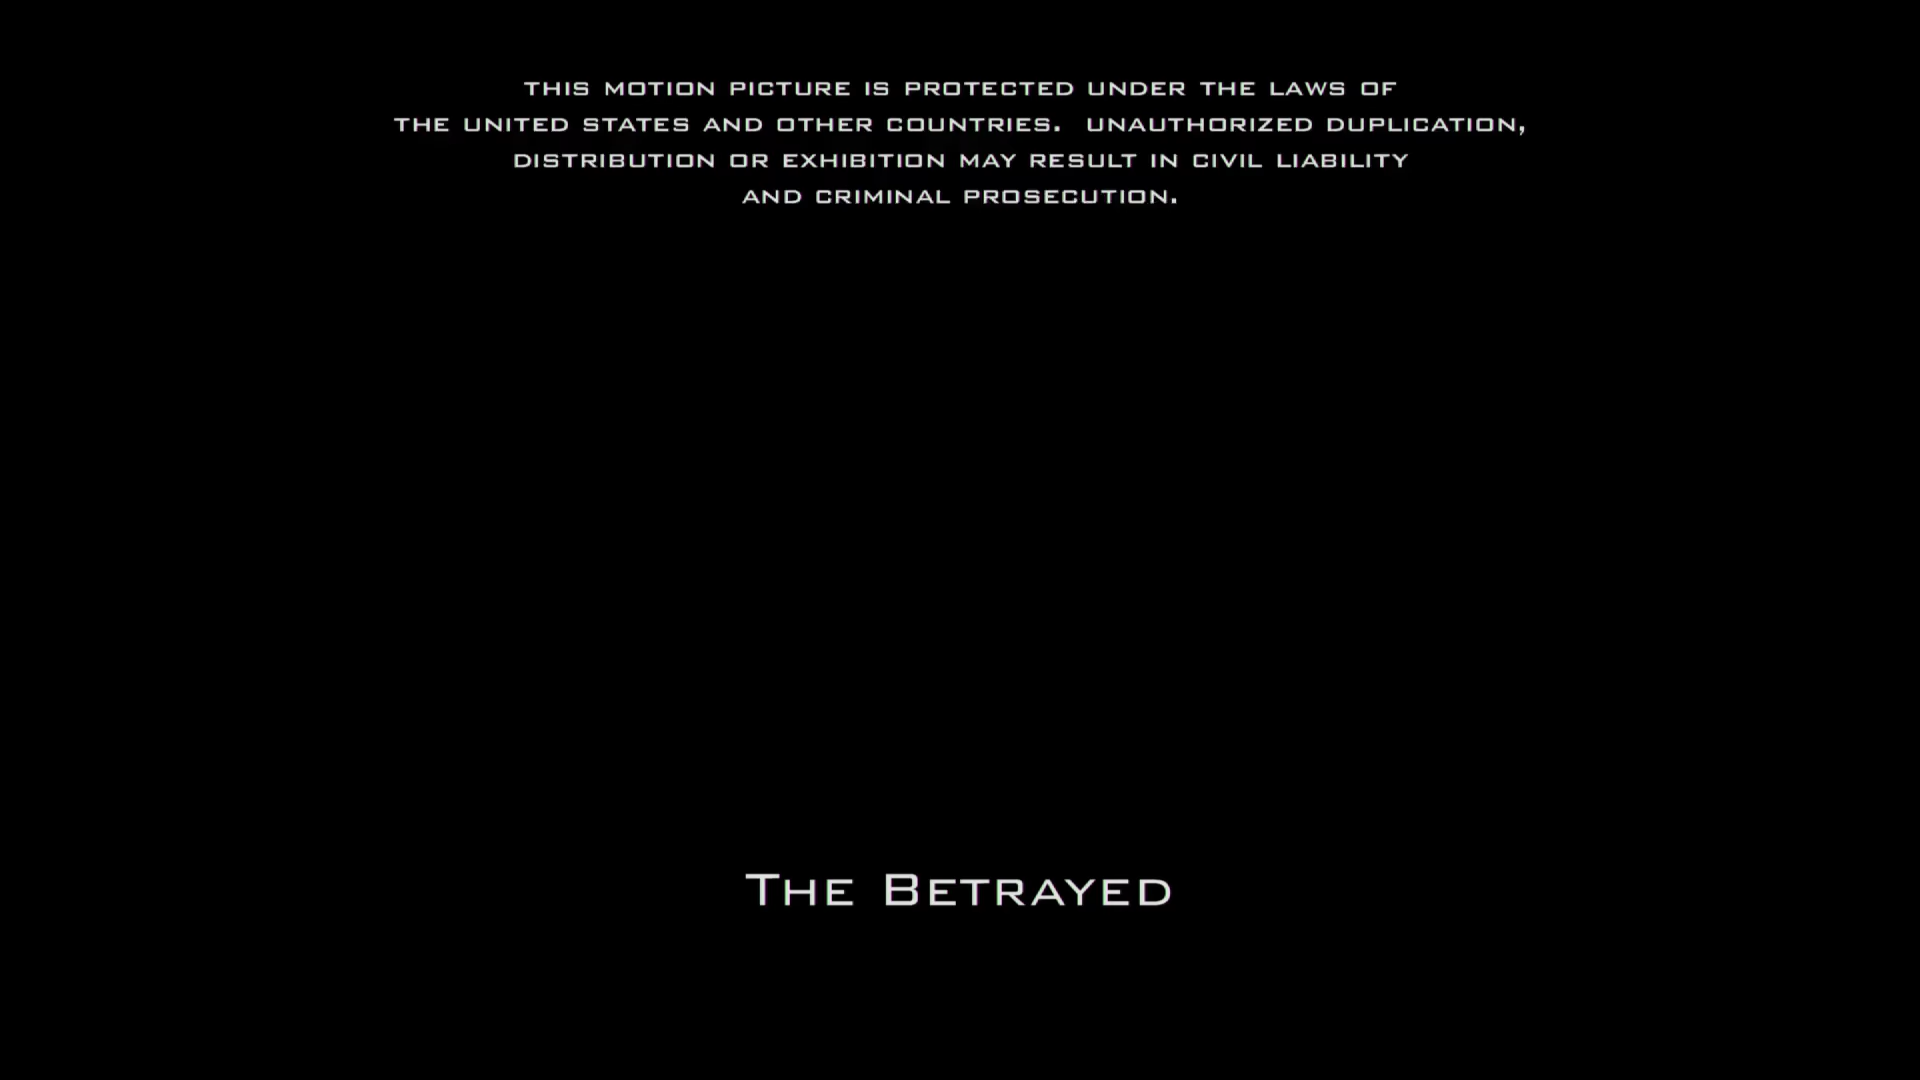 THIS MOTION PICTURE IS PROTECTED UNDER THE LAWS OF
THE UNITED STATES AND OTHER COUNTRIES.  UNAUTHORIZED DUPLICATION,
DISTRIBUTION OR EXHIBITION MAY RESULT IN CIVIL LIABILITY
AND CRIMINAL PROSECUTION.
THE BETRAYED